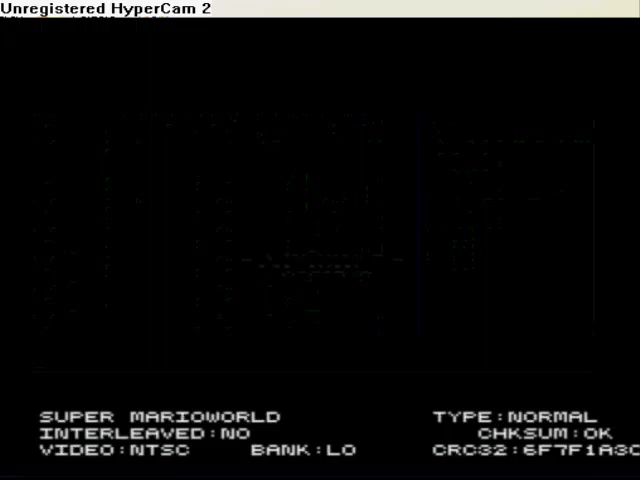 Unregistered HyperCam 2
SUPER MARIOWORLD TYPE:NORMAL
INTERLEAVED:NO CHKSUM:OK
VIDEO:NTSC BANK:LO CRC32:6F7F1A3C